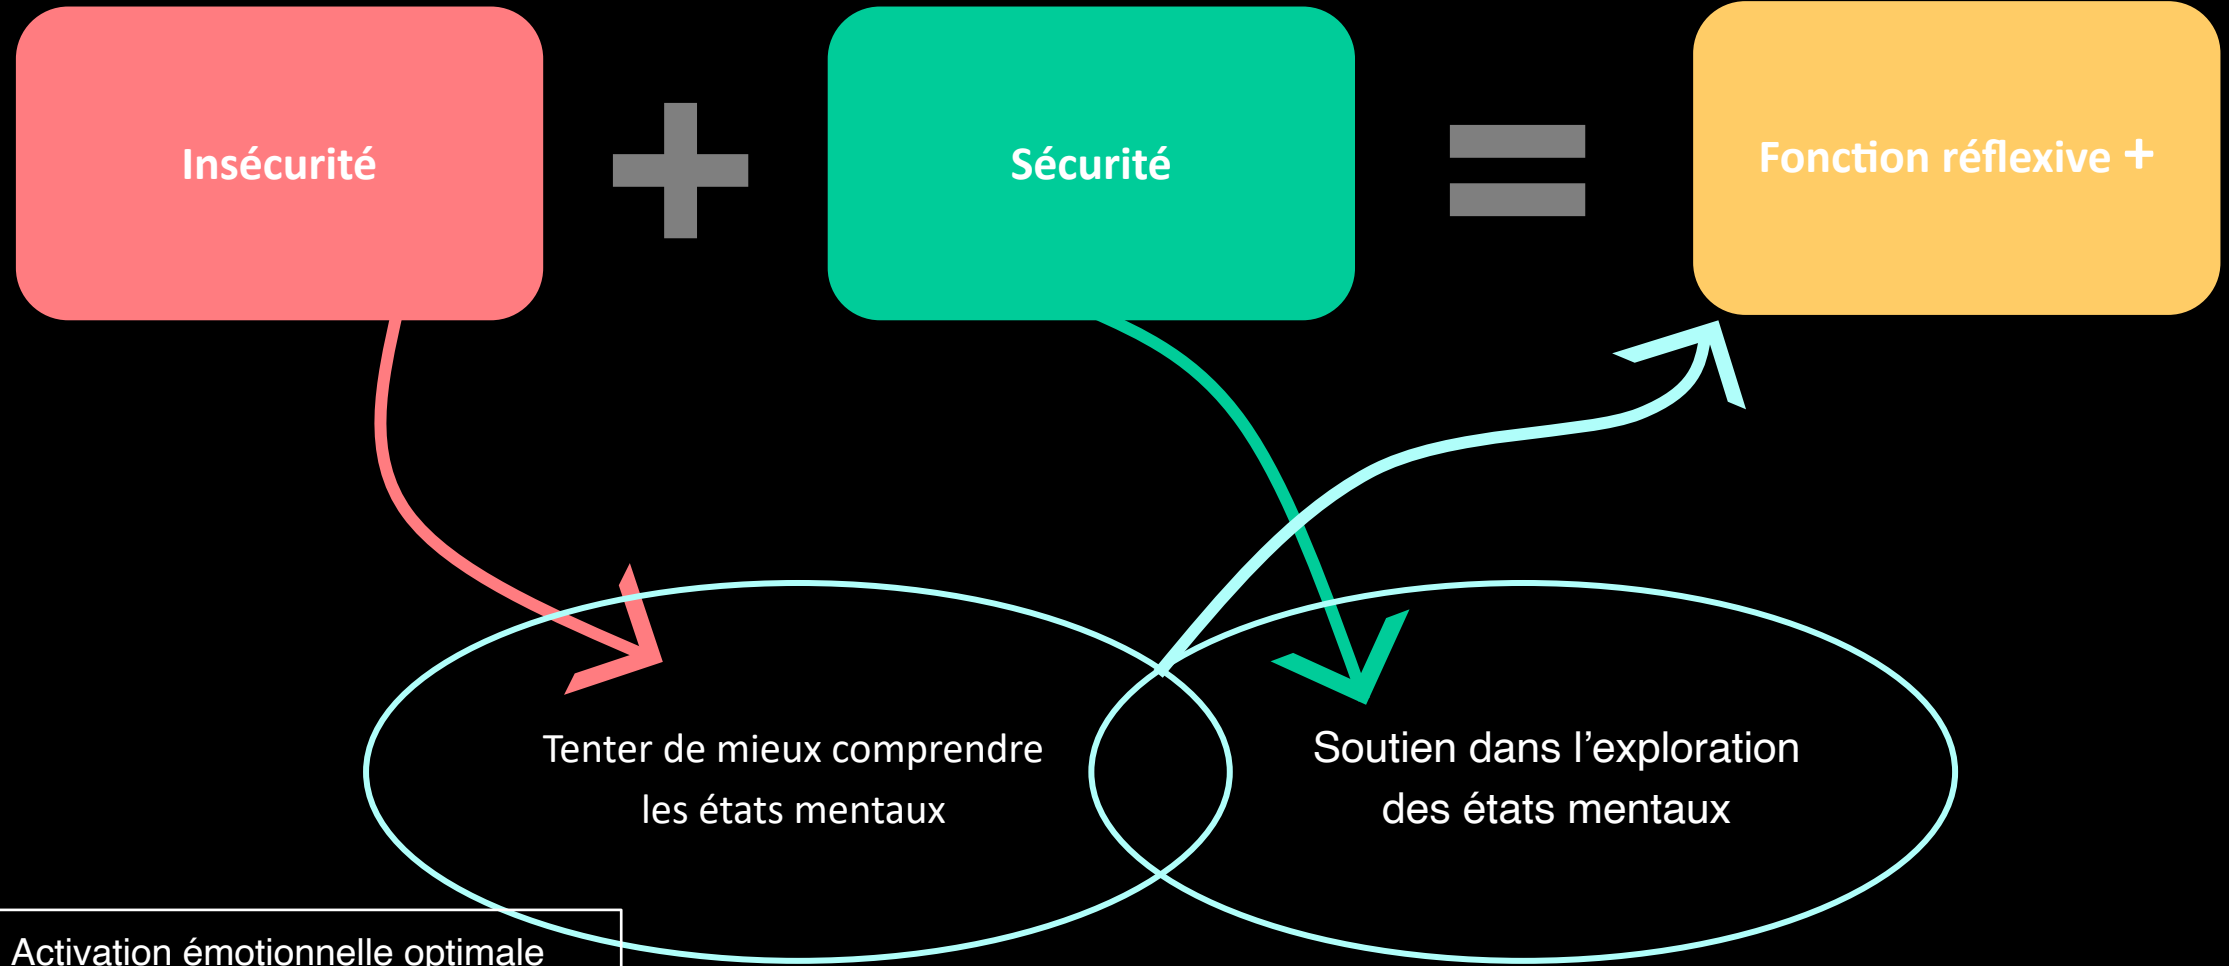 Insécurité
+
Sécurité
=
Fonction réflexive +
Tenter de mieux comprendre
les états mentaux
Soutien dans l’exploration
des états mentaux
Activation émotionnelle optimale